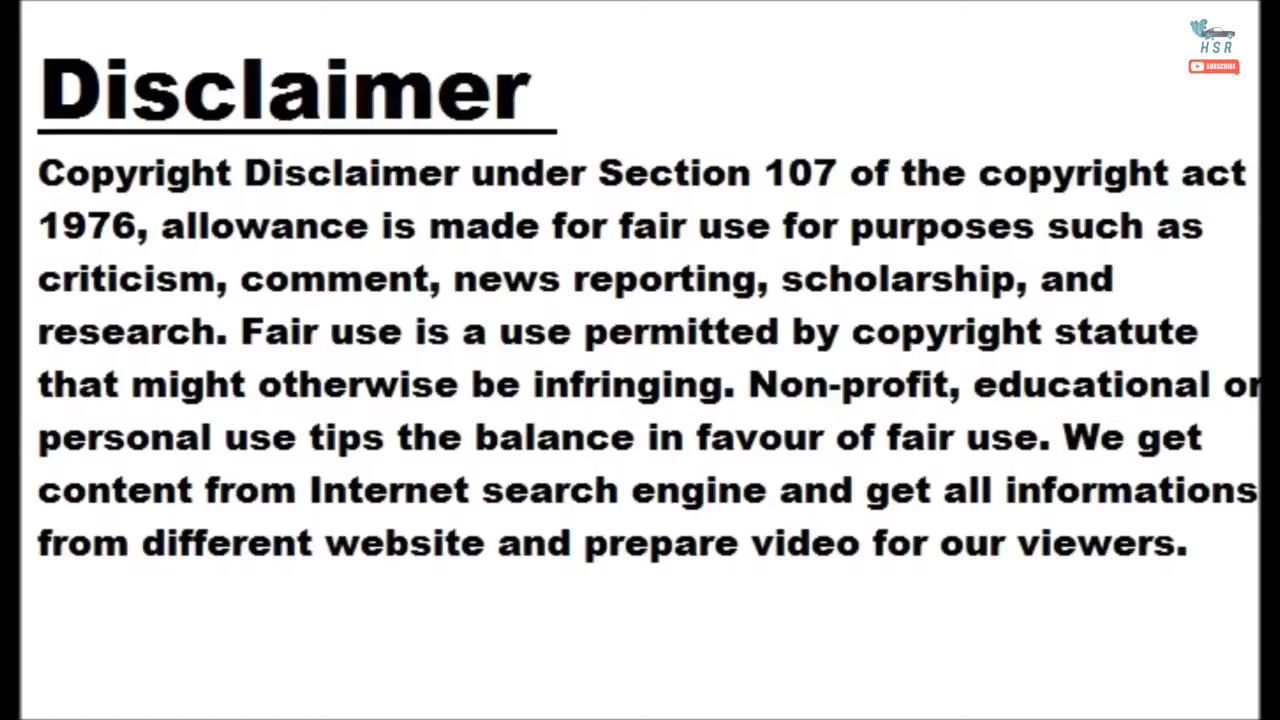 HSR
SUBSCRIBE
Disclaimer
Copyright Disclaimer under Section 107 of the copyright act
1976, allowance is made for fair use for purposes such as
criticism, comment, news reporting, scholarship, and
research. Fair use is a use permitted by copyright statute
that might otherwise be infringing. Non-profit, educational or
personal use tips the balance in favour of fair use. We get
content from Internet search engine and get all informations
from different website and prepare video for our viewers.